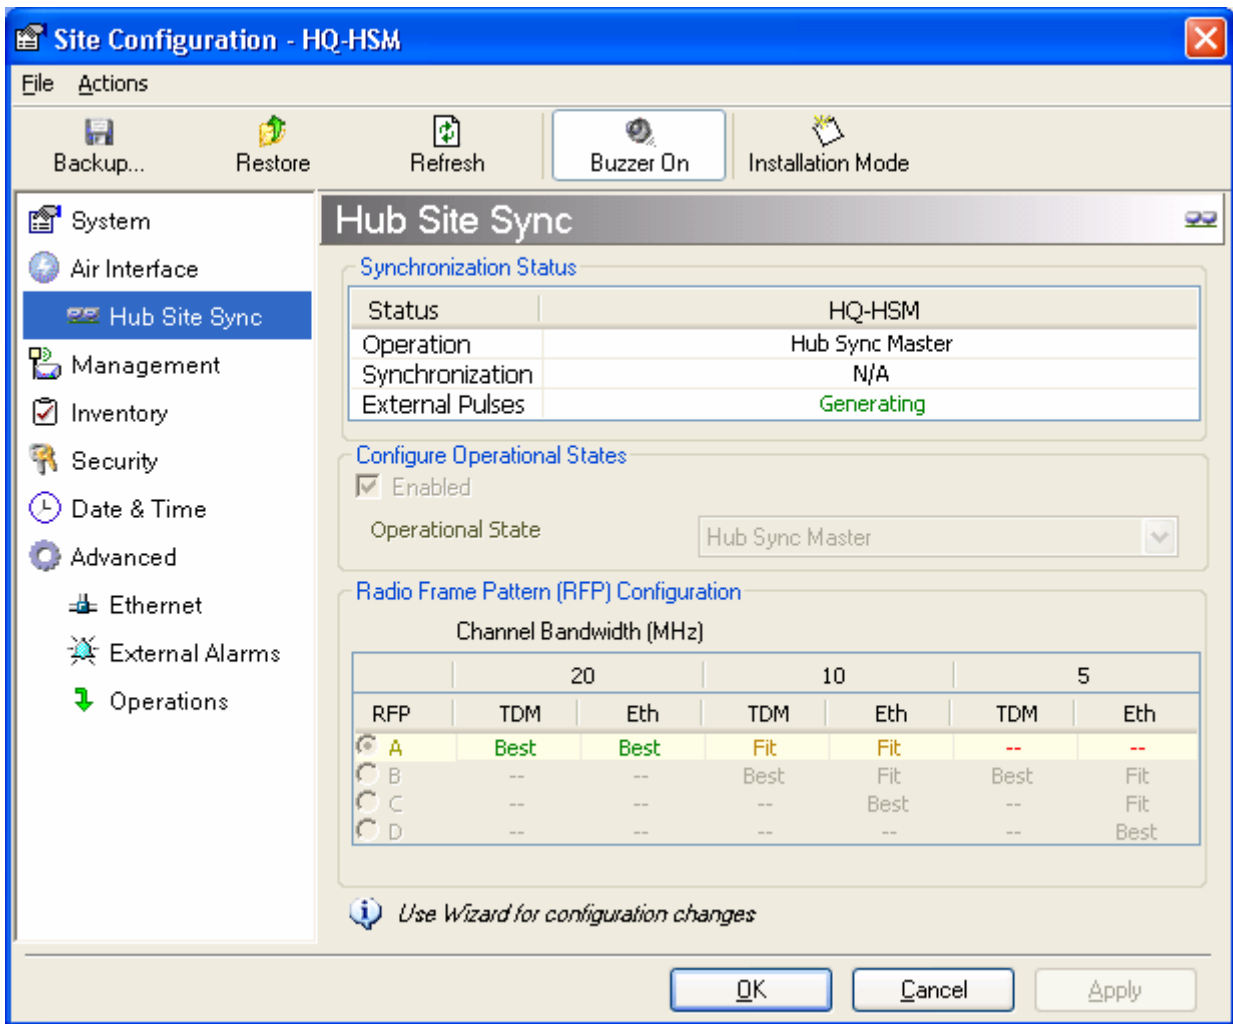 Site Configuration - HQ-HSM
File Actions
Backup... Restore Refresh Buzzer On Installation Mode
System
Air Interface
Hub Site Sync
Management
Inventory
Security
Date & Time
Advanced
Ethernet
External Alarms
Operations
Hub Site Sync
Synchronization Status
Status HQ-HSM
Operation Hub Sync Master
Synchronization N/A
External Pulses Generating
Configure Operational States
Enabled
Operational State Hub Sync Master
Radio Frame Pattern (RFP) Configuration
Channel Bandwidth (MHz)
20 10 5
RFP TDM Eth TDM Eth TDM Eth
A Best Best Fit Fit -- --
B -- -- Best Fit Best Fit
C -- -- -- Best -- Fit
D -- -- -- -- -- Best
Use Wizard for configuration changes
OK Cancel Apply